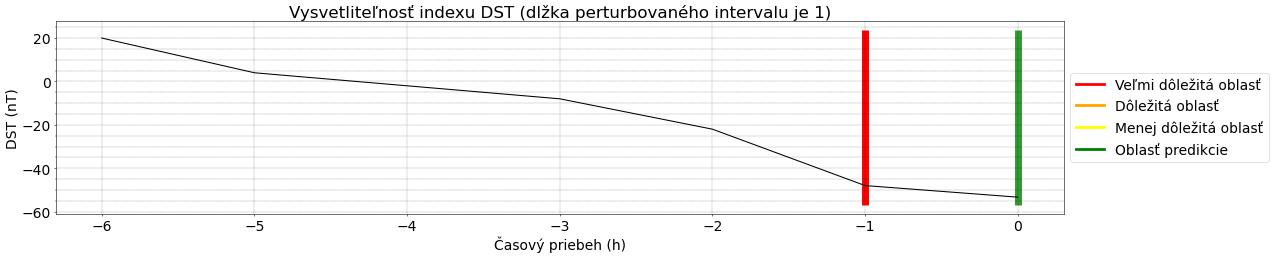 Vysvetliteľnosť indexu DST (dĺžka perturbovaného intervalu je 1)
DST (nT)
20
0
−20
−40
−60
−6 −5 −4 −3 −2 −1 0
Časový priebeh (h)
Veľmi dôležitá oblasť
Dôležitá oblasť
Menej dôležitá oblasť
Oblasť predikcie